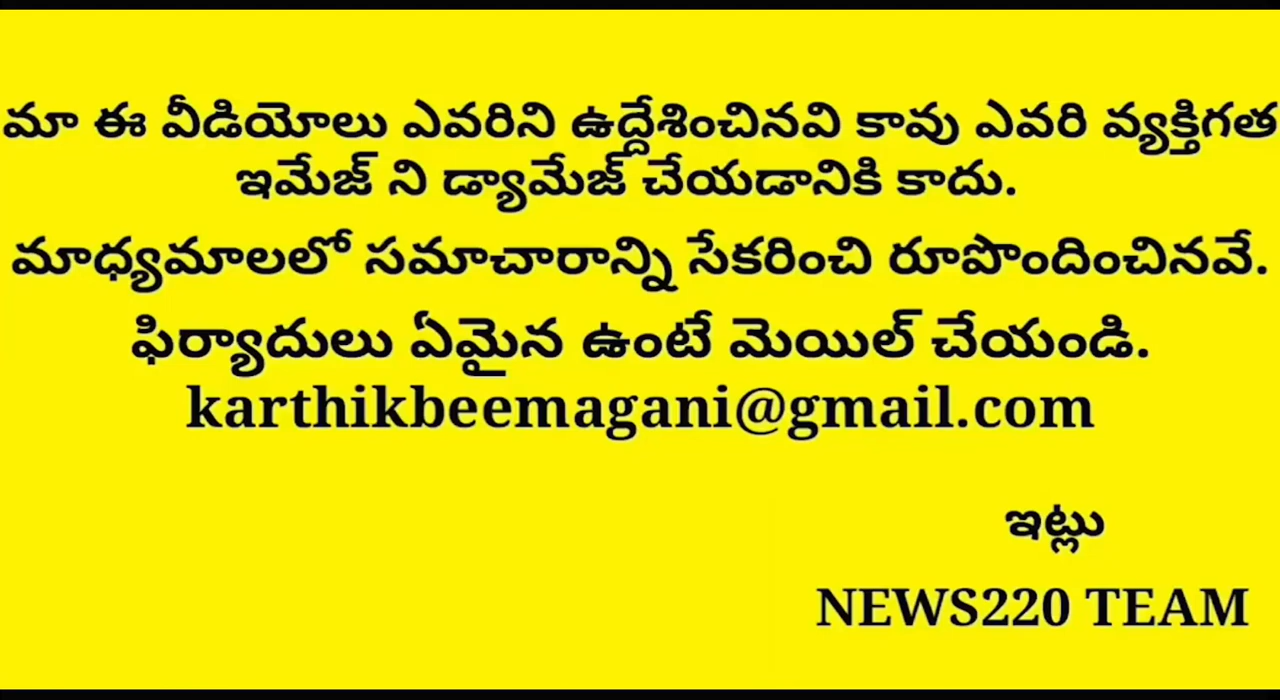 మా ఈ వీడియోలు ఎవరిని ఉద్దేశించినవి కావు ఎవరి వ్యక్తిగత
ఇమేజ్ ని డ్యామేజ్ చేయడానికి కాదు.
మాధ్యమాలలో సమాచారాన్ని సేకరించి రూపొందించినవే.
ఫిర్యాదులు ఏమైన ఉంటే మెయిల్ చేయండి.
karthikbeemagani@gmail.com
ఇట్లు
NEWS220 TEAM